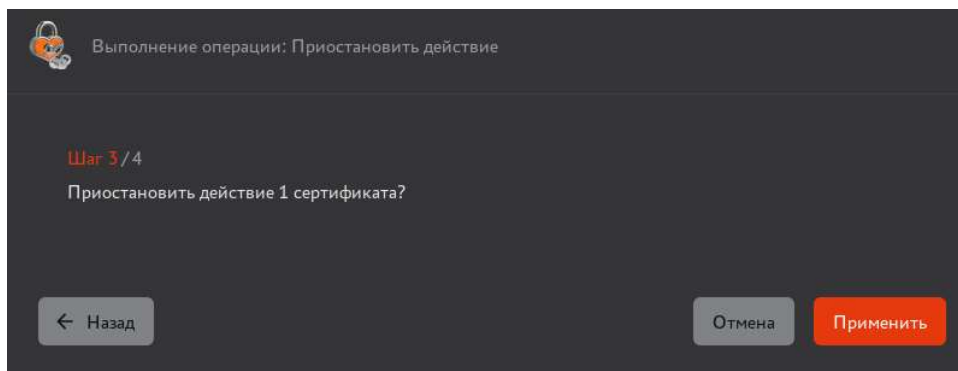 Выполнение операции: Приостановить действие
Шаг 3/4
Приостановить действие 1 сертификата?
← Назад
Отмена
Применить